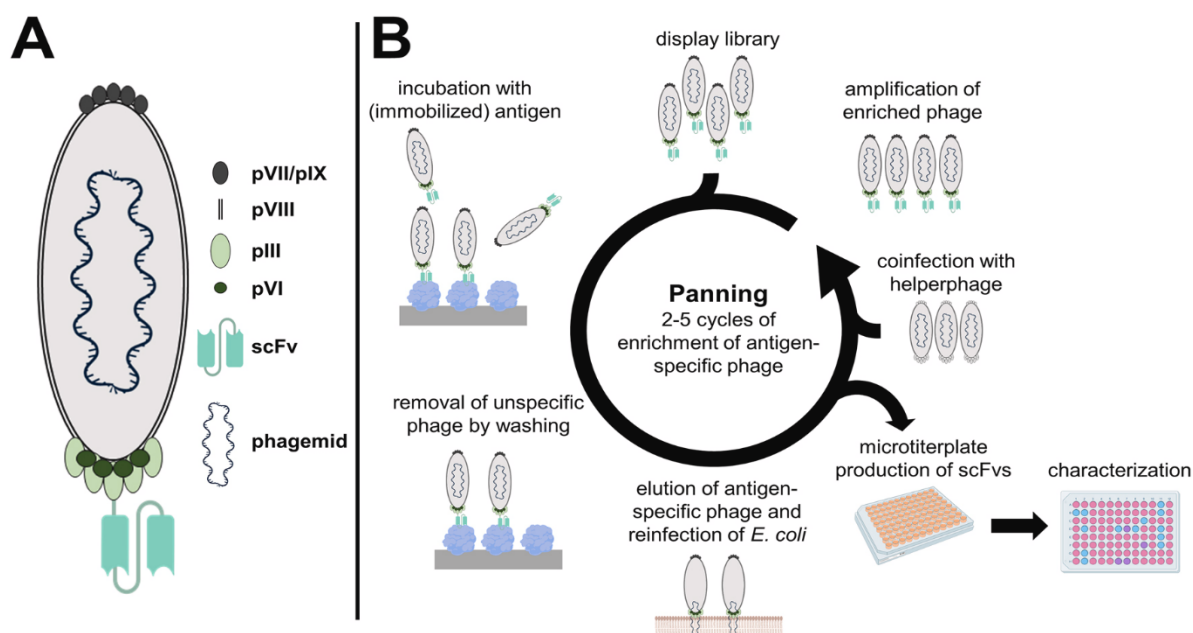 A
pVII/pIX
pVIII
pIII
pVI
scFv
phagemid
B
display library
incubation with
(immobilized) antigen
amplification of
enriched phage
coinfection with
helperphage
Panning
2-5 cycles of
enrichment of antigen-
specific phage
removal of unspecific
phage by washing
elution of antigen-
specific phage and
reinfection of E. coli
microtiterplate
production of scFvs
characterization